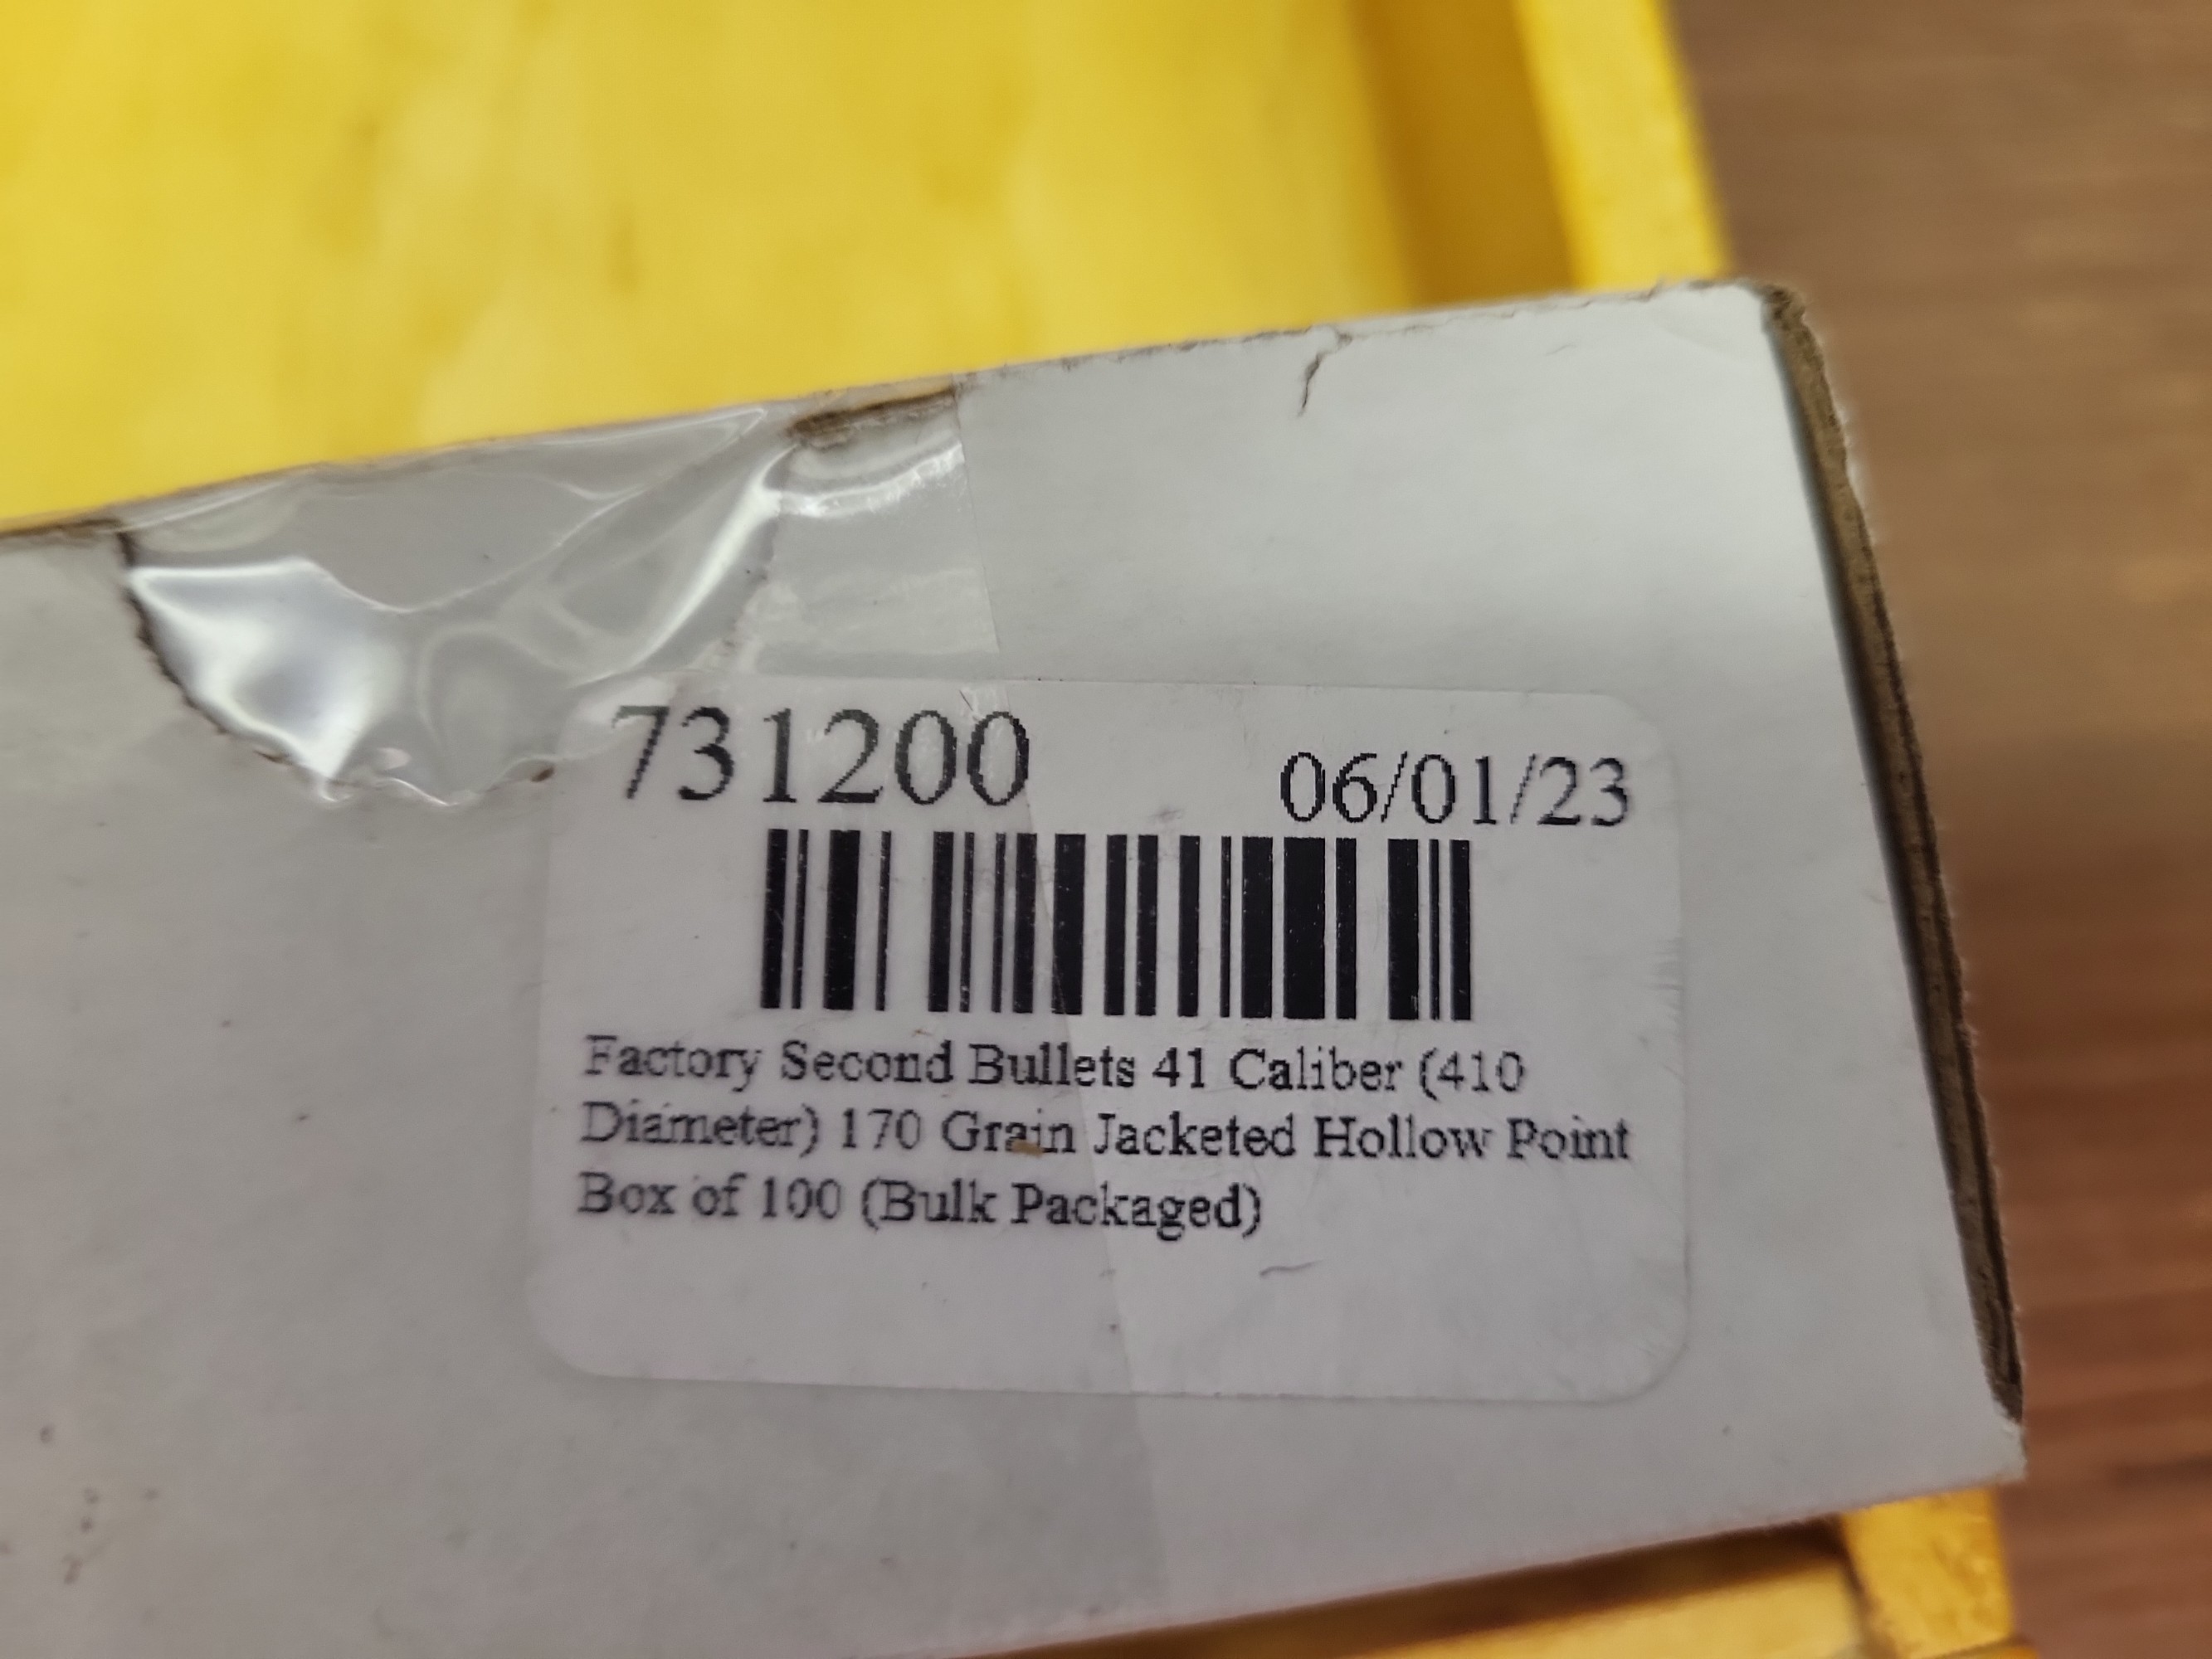 731200
06/01/23
Factory Second Bullets 41 Caliber (410
Diameter) 170 Grain Jacketed Hollow Point
Box of 100 (Bulk Packaged)